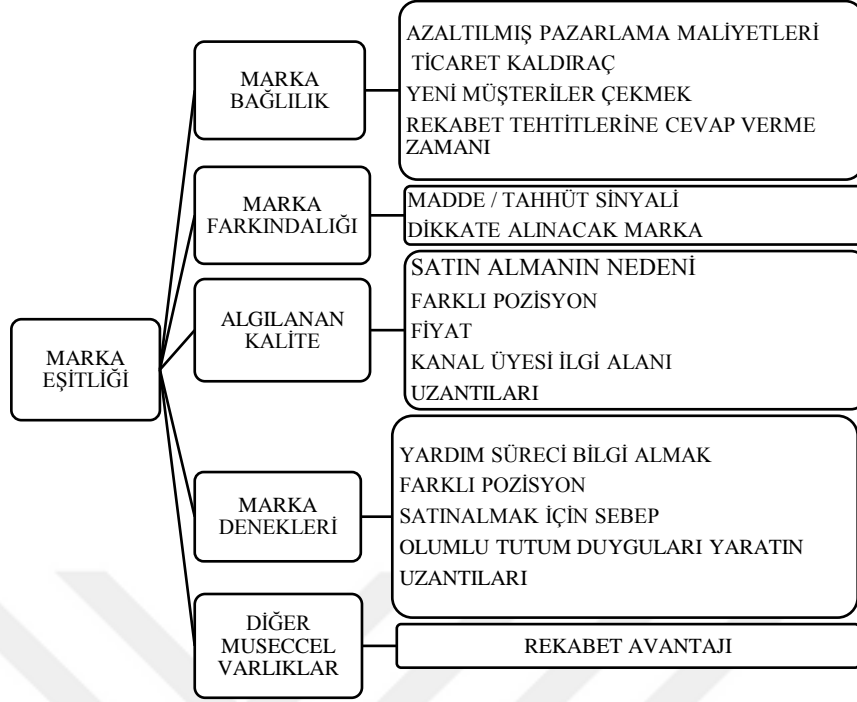 MARKA
EŞİTLİĞİ
MARKA
BAĞLILIK
AZALTILMIŞ PAZARLAMA MALİYETLERİ
TİCARET KALDIRAÇ
YENİ MÜŞTERİLER ÇEKMEK
REKABET TEHTİTLERİNE CEVAP VERME
ZAMANI
MARKA
FARKINDALIĞI
MADDE / TAHHÜT SİNYALİ
DİKKATE ALINACAK MARKA
ALGILANAN
KALİTE
SATIN ALMANIN NEDENİ
FARKLI POZİSYON
FİYAT
KANAL ÜYESİ İLGİ ALANI
UZANTILARI
MARKA
DENEKLERİ
YARDIM SÜRECİ BİLGİ ALMAK
FARKLI POZİSYON
SATINALMAK İÇİN SEBEP
OLUMLU TUTUM DUYGULARI YARATIN
UZANTILARI
DİĞER
MUSECCEL
VARLIKLAR
REKABET AVANTAJI